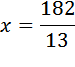 x = 182/13